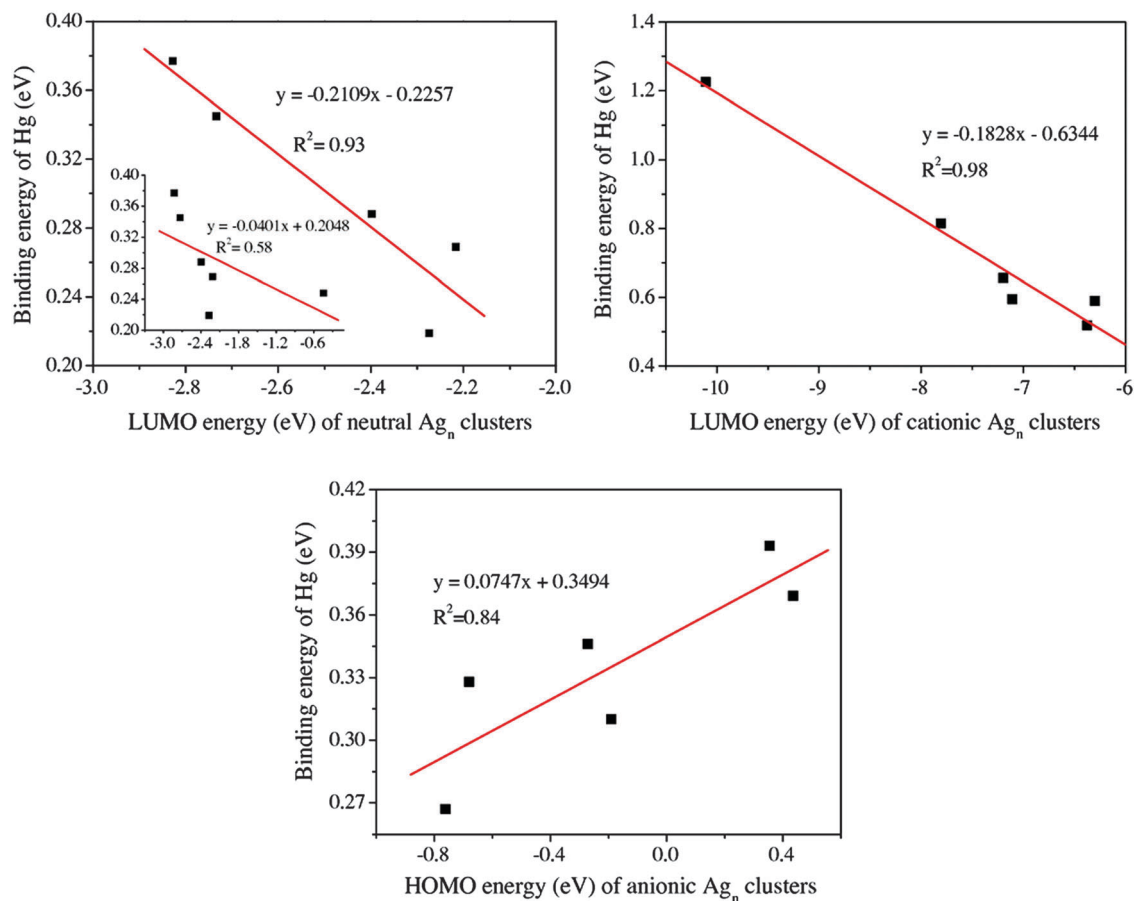 0.40
0.36
0.32
0.28
0.24
0.20
Binding energy of Hg (eV)
y = -0.2109x - 0.2257
R²= 0.93
0.40
0.36
0.32
0.28
0.24
0.20
y = -0.0401x + 0.2048
R²= 0.58
-3.0 -2.4 -1.8 -1.2 -0.6
-3.0 -2.8 -2.6 -2.4 -2.2 -2.0
LUMO energy (eV) of neutral Agₙ clusters
1.4
1.2
1.0
0.8
0.6
0.4
Binding energy of Hg (eV)
y = -0.1828x - 0.6344
R²=0.98
-10 -9 -8 -7 -6
LUMO energy (eV) of cationic Agₙ clusters
0.42
0.39
0.36
0.33
0.30
0.27
Binding energy of Hg (eV)
y = 0.0747x + 0.3494
R²=0.84
-0.8 -0.4 0.0 0.4
HOMO energy (eV) of anionic Agₙ clusters